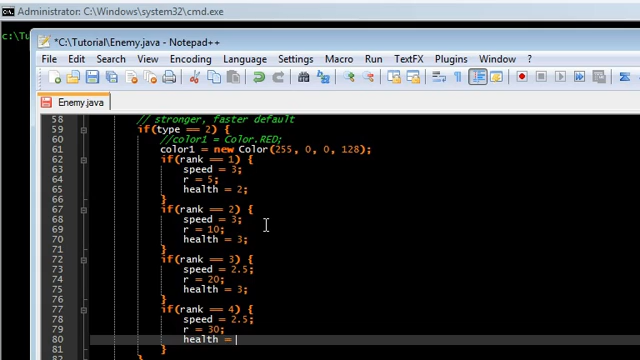 Administrator: C:\Windows\system32\cmd.exe
c:\Tu
*C:\Tutorial\Enemy.java - Notepad++
File Edit Search View Encoding Language Settings Macro Run TextFX Plugins Window ?
Enemy.java
58 // stronger, faster default
59 if(type == 2) {
60 //color1 = Color.RED;
61 color1 = new Color(255, 0, 0, 128);
62 if(rank == 1) {
63 speed = 3;
64 r = 5;
65 health = 2;
66 }
67 if(rank == 2) {
68 speed = 3;
69 r = 10;
70 health = 3;
71 }
72 if(rank == 3) {
73 speed = 2.5;
74 r = 20;
75 health = 3;
76 }
77 if(rank == 4) {
78 speed = 2.5;
79 r = 30;
80 health =
81 }
82 }